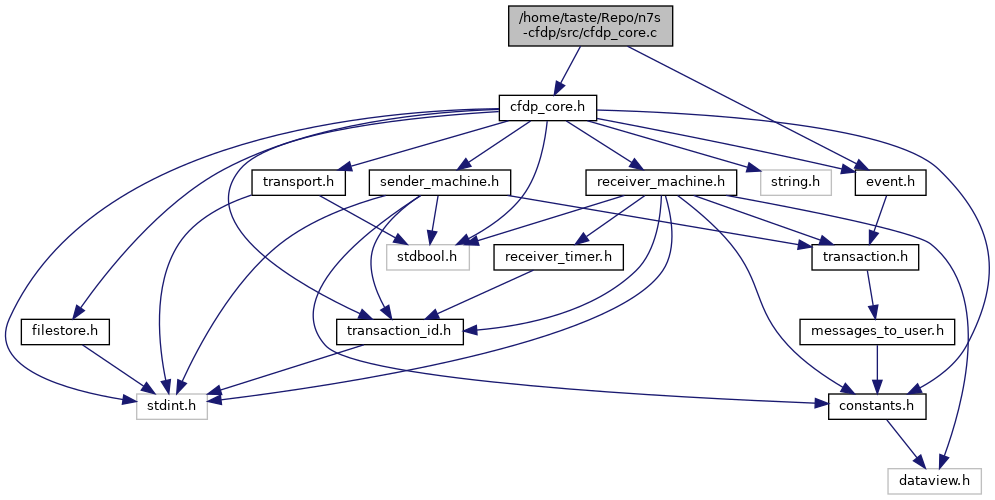 /home/taste/Repo/n7s
-cfdp/src/cfdp_core.c
cfdp_core.h
transport.h
sender_machine.h
receiver_machine.h
string.h
event.h
stdbool.h
receiver_timer.h
transaction.h
filestore.h
transaction_id.h
messages_to_user.h
stdint.h
constants.h
dataview.h